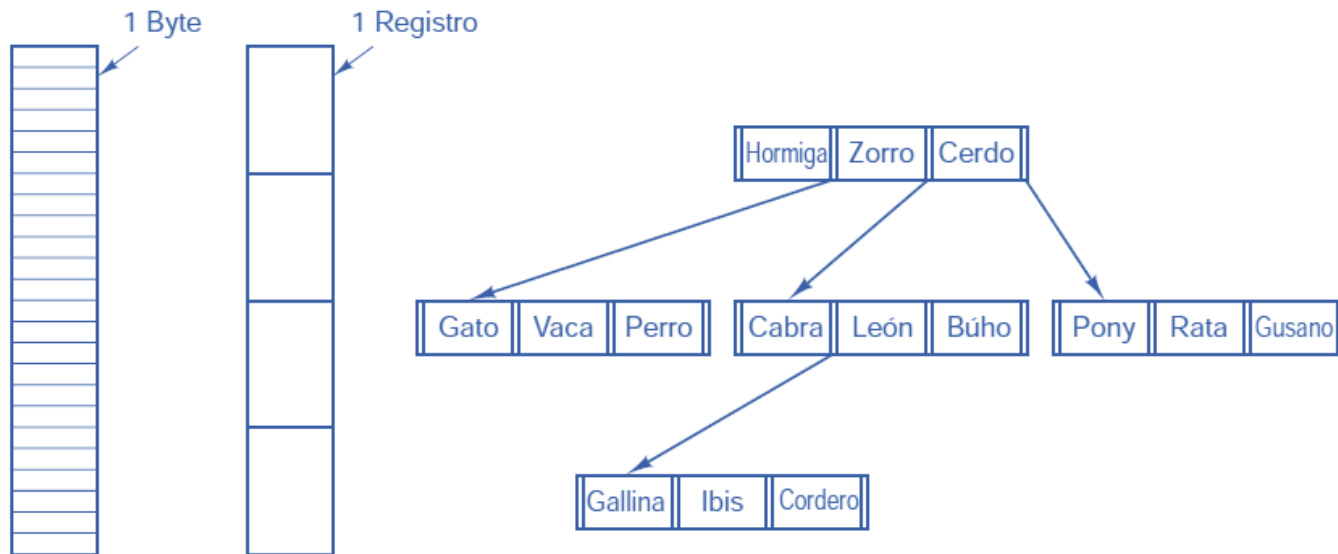 1 Byte
1 Registro
Hormiga Zorro Cerdo
Gato Vaca Perro
Cabra León Búho
Pony Rata Gusano
Gallina Ibis Cordero